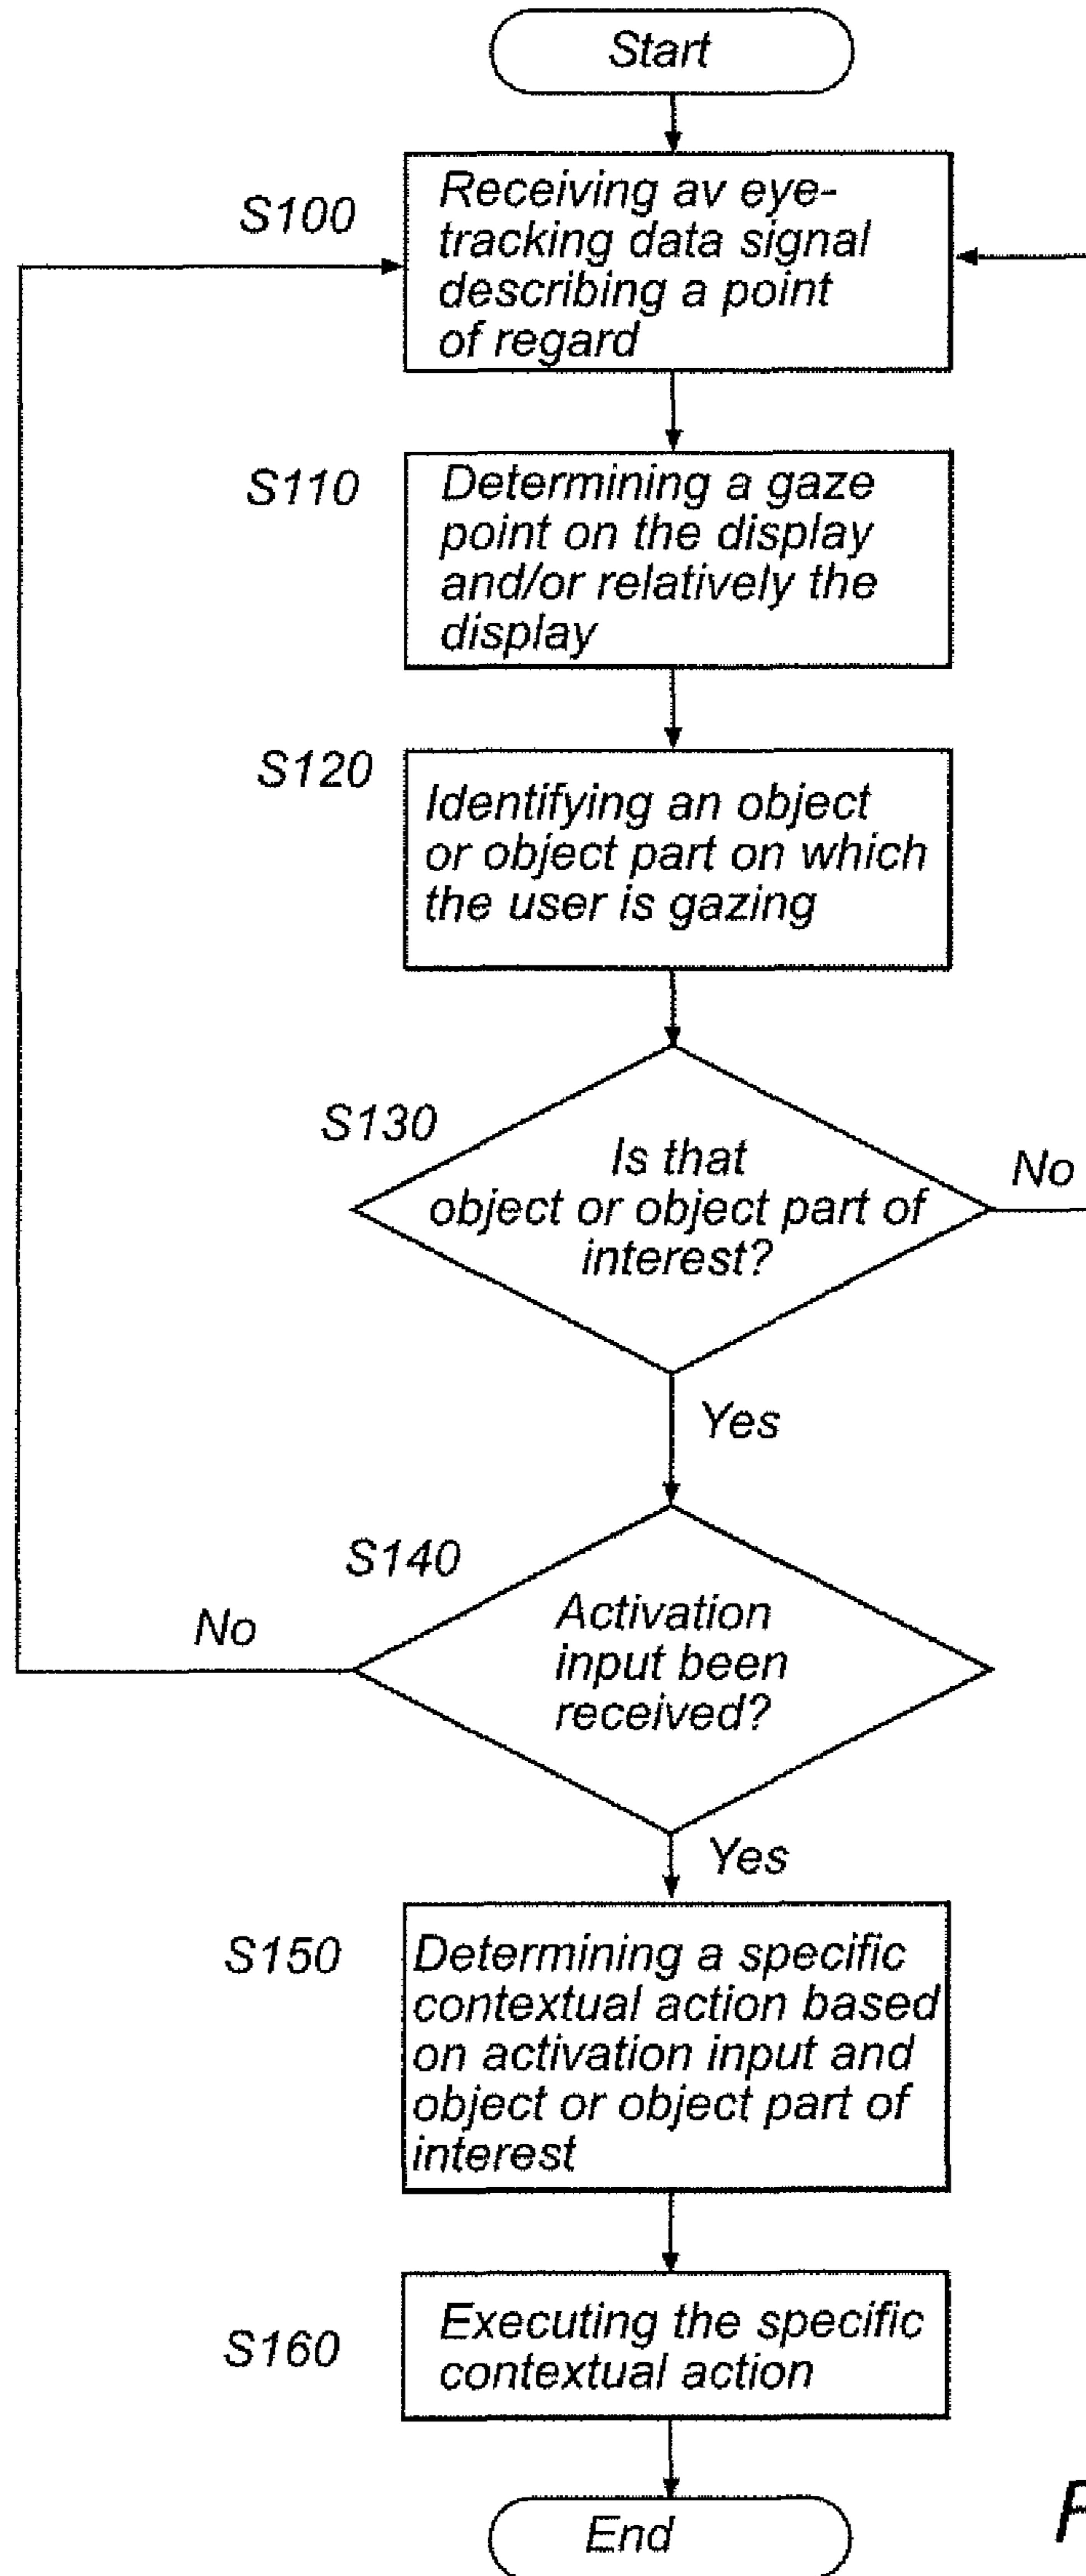 Start
S100
Receiving av eye-
tracking data signal
describing a point
of regard
S110
Determining a gaze
point on the display
and/or relatively the
display
S120
Identifying an object
or object part on which
the user is gazing
S130
Is that
object or object part of
interest?
No
Yes
S140
Activation
input been
received?
No
Yes
S150
Determining a specific
contextual action based
on activation input and
object or object part of
interest
S160
Executing the specific
contextual action
End